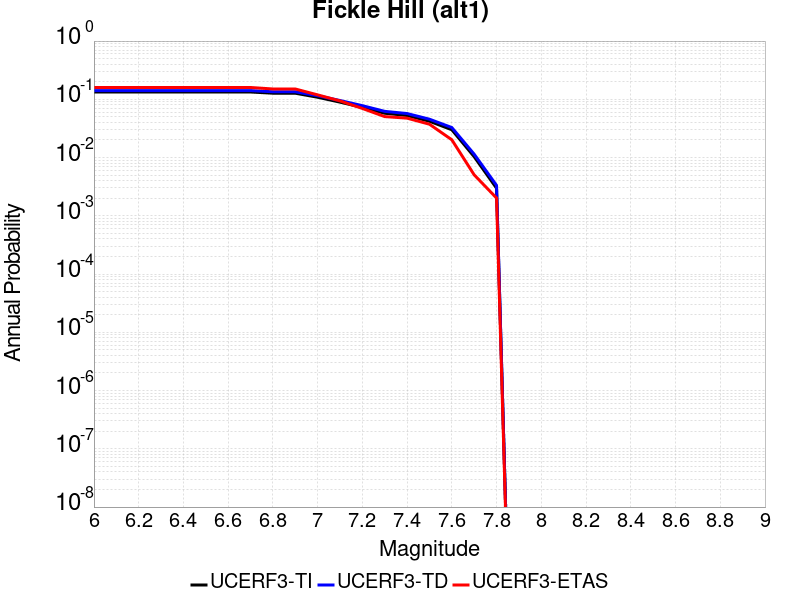 Fickle Hill (alt1)
10^0
10^-1
10^-2
10^-3
10^-4
10^-5
10^-6
10^-7
10^-8
Annual Probability
6 6.2 6.4 6.6 6.8 7 7.2 7.4 7.6 7.8 8 8.2 8.4 8.6 8.8 9
Magnitude
UCERF3-TI UCERF3-TD UCERF3-ETAS